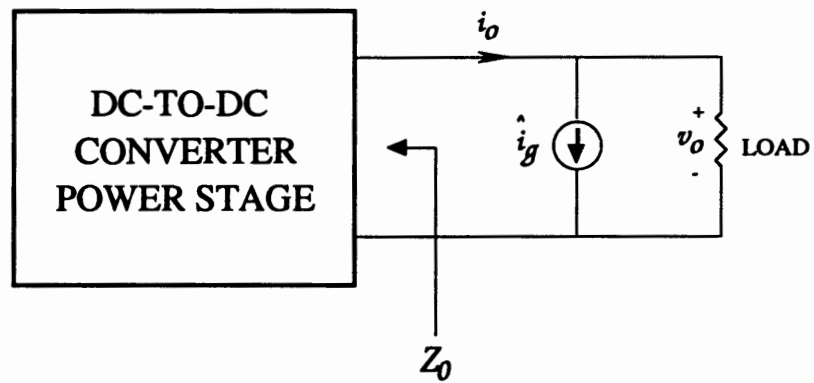 i_o
DC-TO-DC
CONVERTER
POWER STAGE
î_g
+
v_o
-
LOAD
Z_0